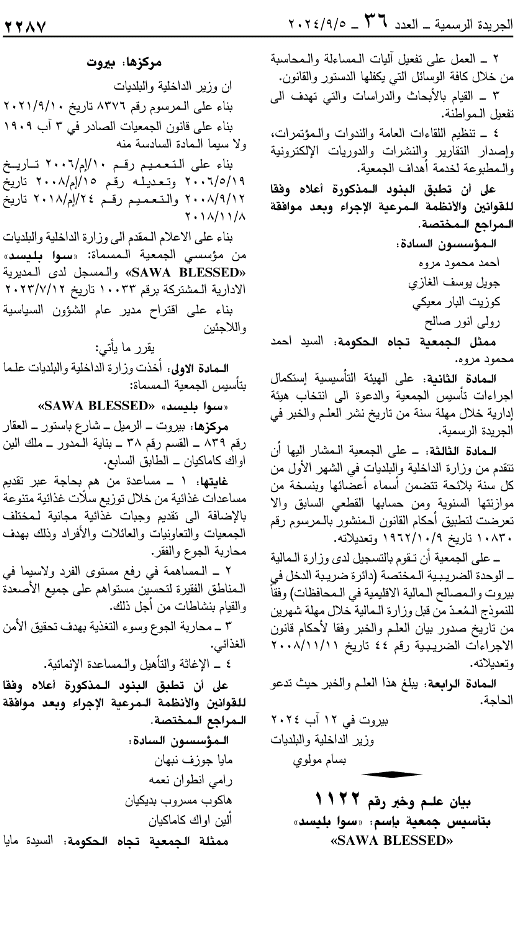 الجريدة الرسمية ـ العدد ٣٦ ـ ٢٠٢٤/٩/٥
٢٢٨٧
٢ ـ العمل على تفعيل آليات المساءلة والمحاسبة
من خلال كافة الوسائل التي يكفلها الدستور والقانون.
٣ ـ القيام بالأبحاث والدراسات والتي تهدف الى
تفعيل المواطنة.
٤ ـ تنظيم اللقاءات العامة والندوات والمؤتمرات،
وإصدار التقارير والنشرات والدوريات الإلكترونية
والمطبوعة لخدمة أهداف الجمعية.
على أن تطبق البنود المذكورة أعلاه وفقا
للقوانين والأنظمة المرعية الإجراء وبعد موافقة
المراجع المختصة.
المؤسسون السادة:
احمد محمود مروه
جويل يوسف الغازي
كوزيت البار معيكي
رولى انور صالح
ممثل الجمعية تجاه الحكومة: السيد احمد
محمود مروه.
المادة الثانية: على الهيئة التأسيسية إستكمال
اجراءات تأسيس الجمعية والدعوة الى انتخاب هيئة
إدارية خلال مهلة سنة من تاريخ نشر العلم والخبر في
الجريدة الرسمية.
المادة الثالثة: ـ على الجمعية المشار اليها أن
تتقدم من وزارة الداخلية والبلديات في الشهر الأول من
كل سنة بلائحة تتضمن أسماء أعضائها وبنسخة من
موازنتها السنوية ومن حسابها القطعي السابق والا
تعرضت لتطبيق أحكام القانون المنشور بالمرسوم رقم
١٠٨٣٠ تاريخ ١٩٦٢/١٠/٩ وتعديلاته.
ـ على الجمعية أن تقوم بالتسجيل لدى وزارة المالية
ـ الوحدة الضريبية المختصة (دائرة ضريبة الدخل في
بيروت والمصالح المالية الاقليمية في المحافظات) وفقاً
للنموذج المُعدّ من قبل وزارة المالية خلال مهلة شهرين
من تاريخ صدور بيان العلم والخبر وفقا لأحكام قانون
الاجراءات الضريبية رقم ٤٤ تاريخ ٢٠٠٨/١١/١١
وتعديلاته.
المادة الرابعة: يبلغ هذا العلم والخبر حيث تدعو
الحاجة.
بيروت في ١٢ آب ٢٠٢٤
وزير الداخلية والبلديات
بسام مولوي
بيان علم وخبر رقم ١١٢٢
بتأسيس جمعية بإسم: «سوا بليسد»
«SAWA BLESSED»
مركزها: بيروت
ان وزير الداخلية والبلديات
بناء على المرسوم رقم ٨٣٧٦ تاريخ ٢٠٢١/٩/١٠
بناء على قانون الجمعيات الصادر في ٣ آب ١٩٠٩
ولا سيما المادة السادسة منه
بناء على التعميم رقم ١٠/إم/٢٠٠٦ تاريخ
٢٠٠٦/٥/١٩ وتعديله رقم ١٥/إم/٢٠٠٨ تاريخ
٢٠٠٨/٩/١٢ والتعميم رقم ٢٤/إم/٢٠١٨ تاريخ
٢٠١٨/١١/٨
بناء على الاعلام المقدم الى وزارة الداخلية والبلديات
من مؤسسي الجمعية المسماة: «سوا بليسد»
«SAWA BLESSED» والمسجل لدى المديرية
الادارية المشتركة برقم ١٠٠٣٣ تاريخ ٢٠٢٣/٧/١٢
بناء على اقتراح مدير عام الشؤون السياسية
واللاجئين
يقرر ما يأتي:
المادة الاولى: أخذت وزارة الداخلية والبلديات علما
بتأسيس الجمعية المسماة:
«سوا بليسد» «SAWA BLESSED»
مركزها: بيروت ـ الرميل ـ شارع باستور ـ العقار
رقم ٨٣٩ ـ القسم رقم ٣٨ ـ بناية المدور ـ ملك الين
اواك كاماكيان ـ الطابق السابع.
غايتها: ١ ـ مساعدة من هم بحاجة عبر تقديم
مساعدات غذائية من خلال توزيع سلّات غذائية متنوعة
بالإضافة الى تقديم وجبات غذائية مجانية لمختلف
الجمعيات والتعاونيات والعائلات والأفراد وذلك بهدف
محاربة الجوع والفقر.
٢ ـ المساهمة في رفع مستوى الفرد ولاسيما في
المناطق الفقيرة لتحسين مستواهم على جميع الأصعدة
والقيام بنشاطات من أجل ذلك.
٣ ـ محاربة الجوع وسوء التغذية بهدف تحقيق الأمن
الغذائي.
٤ ـ الإغاثة والتأهيل والمساعدة الإنمائية.
على أن تطبق البنود المذكورة أعلاه وفقا
للقوانين والأنظمة المرعية الإجراء وبعد موافقة
المراجع المختصة.
المؤسسون السادة:
مايا جوزف نبهان
رامي انطوان نعمه
هاكوب مسروب بديكيان
ألين اواك كاماكيان
ممثلة الجمعية تجاه الحكومة: السيدة مايا